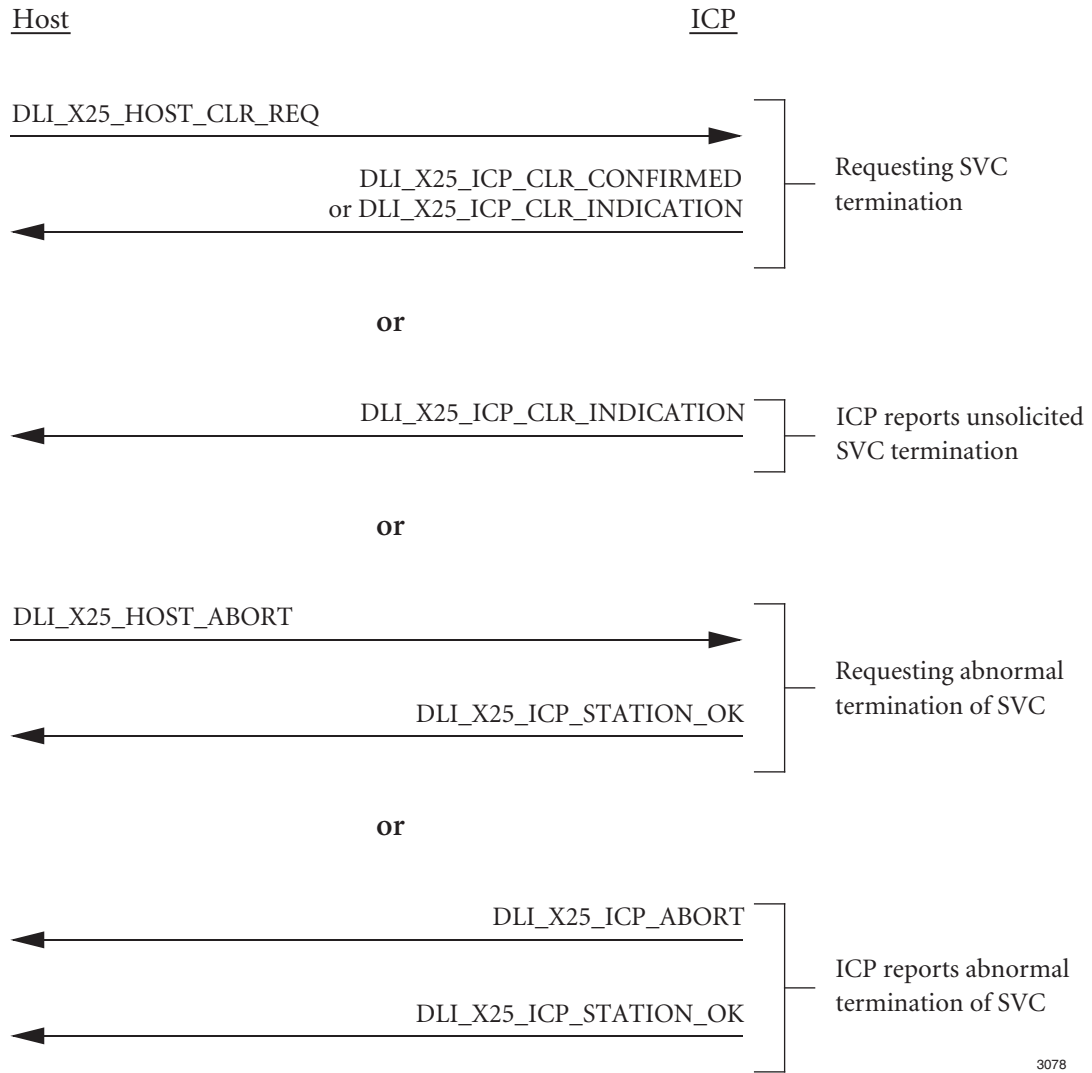 Host
ICP
DLI_X25_HOST_CLR_REQ
DLI_X25_ICP_CLR_CONFIRMED
or DLI_X25_ICP_CLR_INDICATION
Requesting SVC
termination
or
DLI_X25_ICP_CLR_INDICATION
ICP reports unsolicited
SVC termination
or
DLI_X25_HOST_ABORT
DLI_X25_ICP_STATION_OK
Requesting abnormal
termination of SVC
or
DLI_X25_ICP_ABORT
DLI_X25_ICP_STATION_OK
ICP reports abnormal
termination of SVC
3078